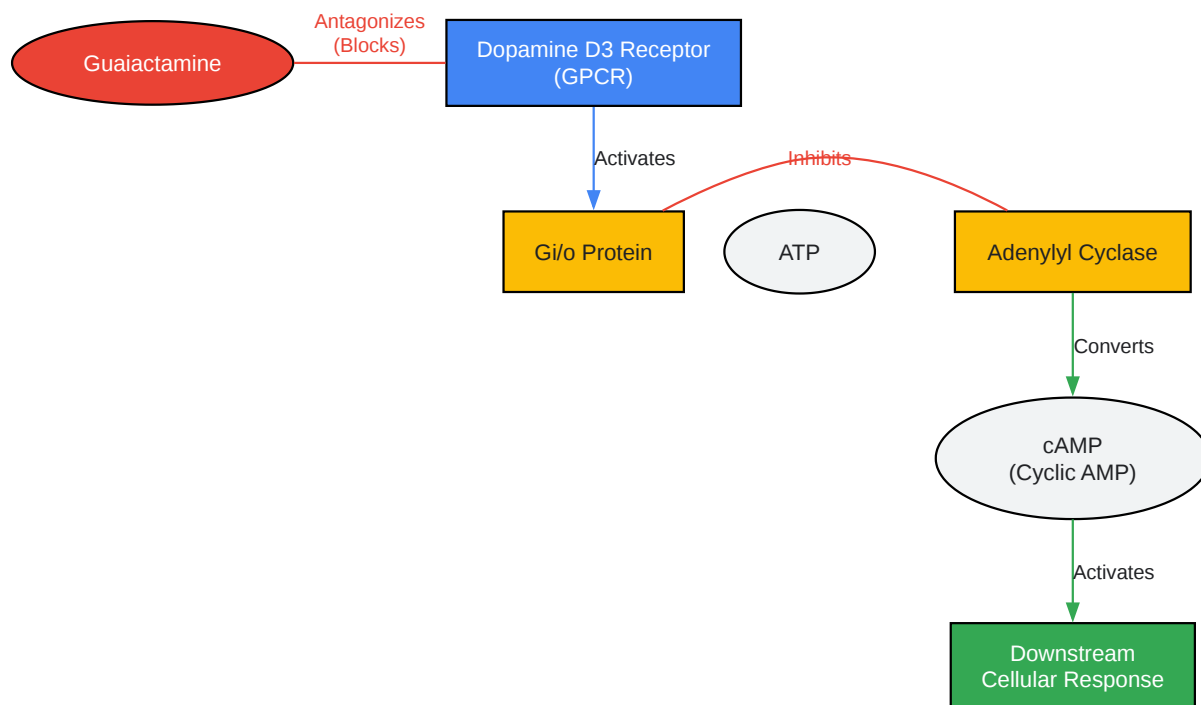 Antagonizes
(Blocks)
Guaiactamine
Dopamine D3 Receptor
(GPCR)
Activates
Inhibits
Gi/o Protein
ATP
Adenylyl Cyclase
Converts
cAMP
(Cyclic AMP)
Activates
Downstream
Cellular Response